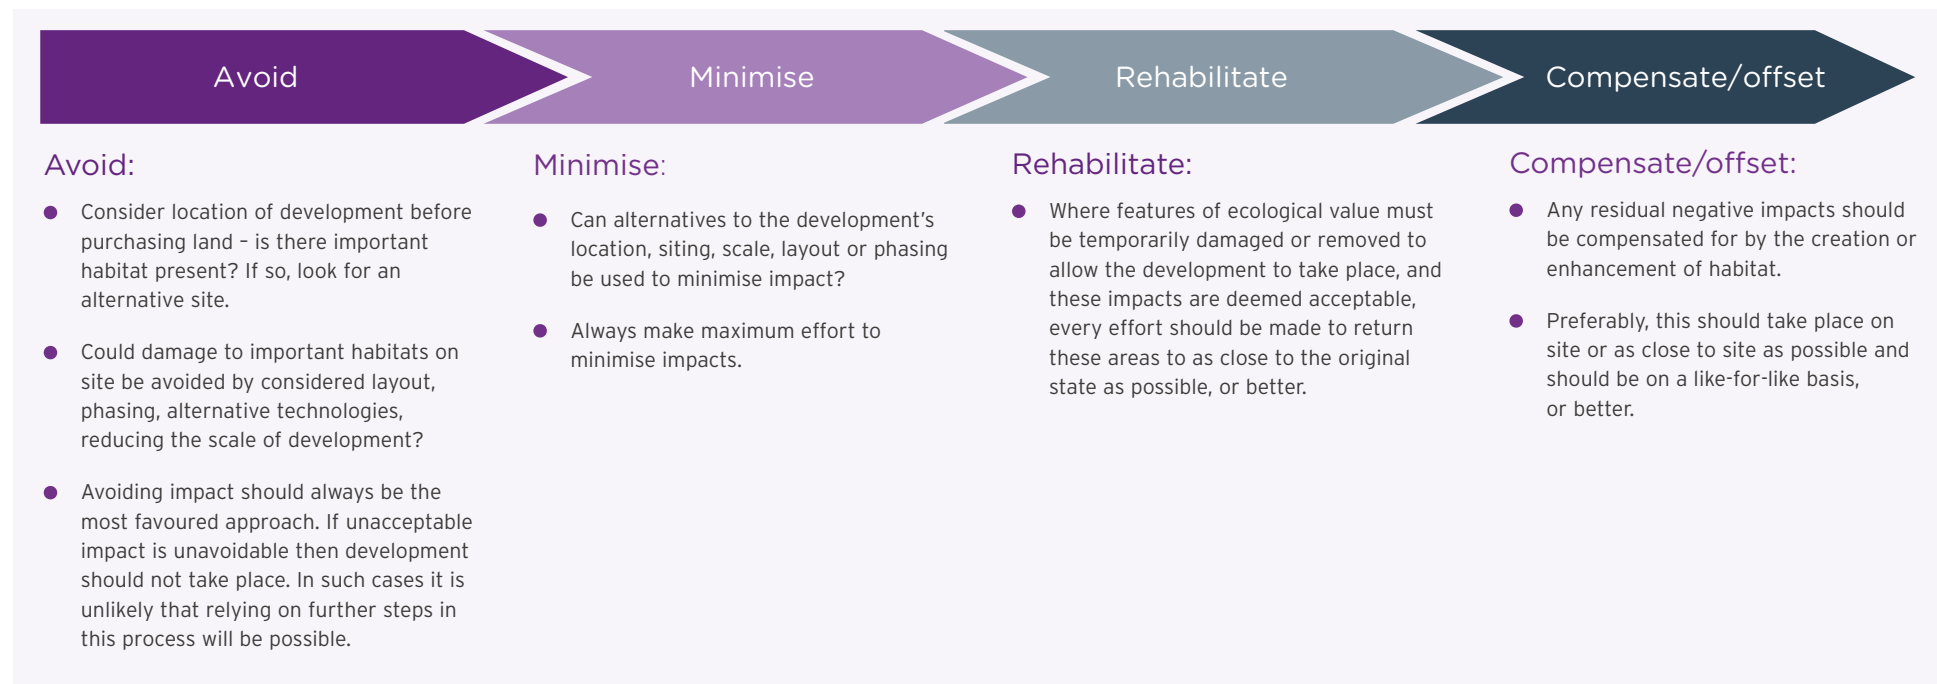 Avoid
Minimise
Rehabilitate
Compensate/offset
Avoid:
Consider location of development before
purchasing land – is there important
habitat present? If so, look for an
alternative site.
Could damage to important habitats on
site be avoided by considered layout,
phasing, alternative technologies,
reducing the scale of development?
Avoiding impact should always be the
most favoured approach. If unacceptable
impact is unavoidable then development
should not take place. In such cases it is
unlikely that relying on further steps in
this process will be possible.
Minimise:
Can alternatives to the development’s
location, siting, scale, layout or phasing
be used to minimise impact?
Always make maximum effort to
minimise impacts.
Rehabilitate:
Where features of ecological value must
be temporarily damaged or removed to
allow the development to take place, and
these impacts are deemed acceptable,
every effort should be made to return
these areas to as close to the original
state as possible, or better.
Compensate/offset:
Any residual negative impacts should
be compensated for by the creation or
enhancement of habitat.
Preferably, this should take place on
site or as close to site as possible and
should be on a like-for-like basis,
or better.